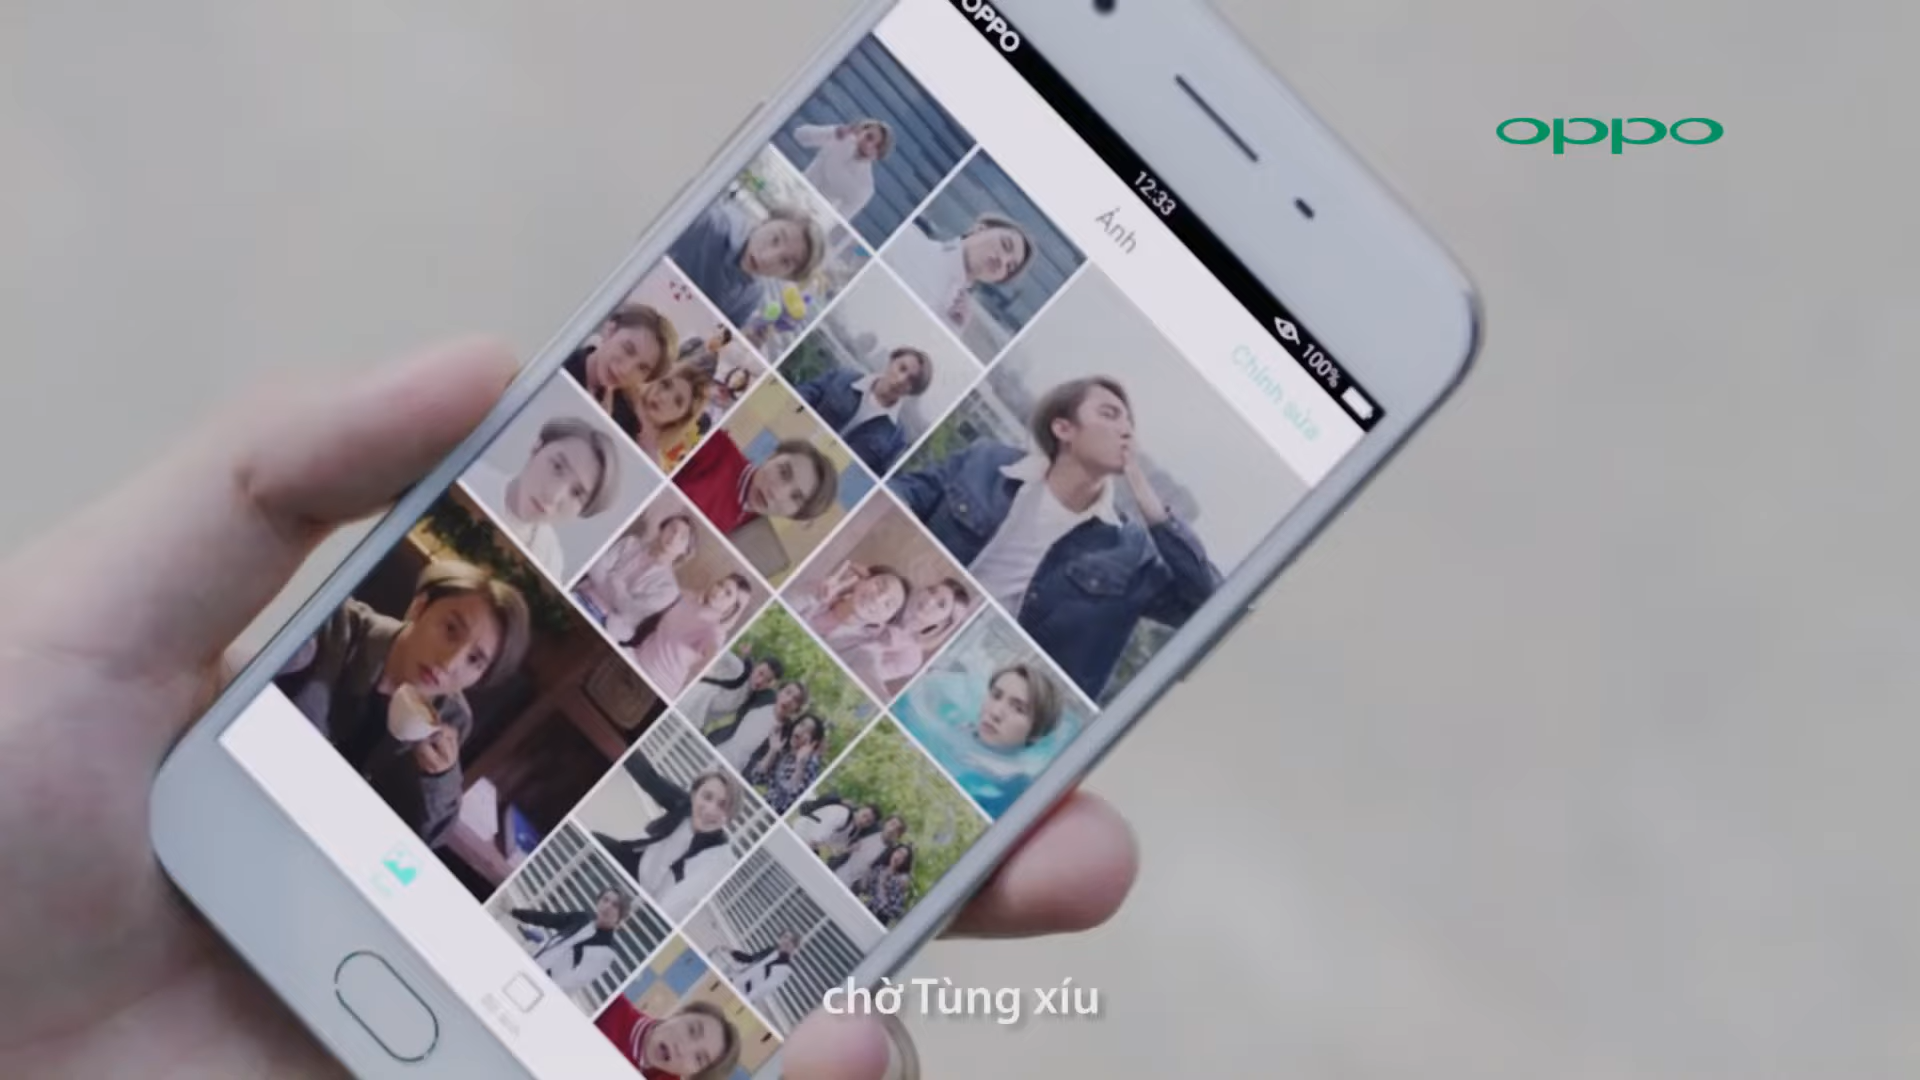 OPPO
oppo
12:33
100%
Ảnh
Chỉnh sửa
chờ Tùng xíu